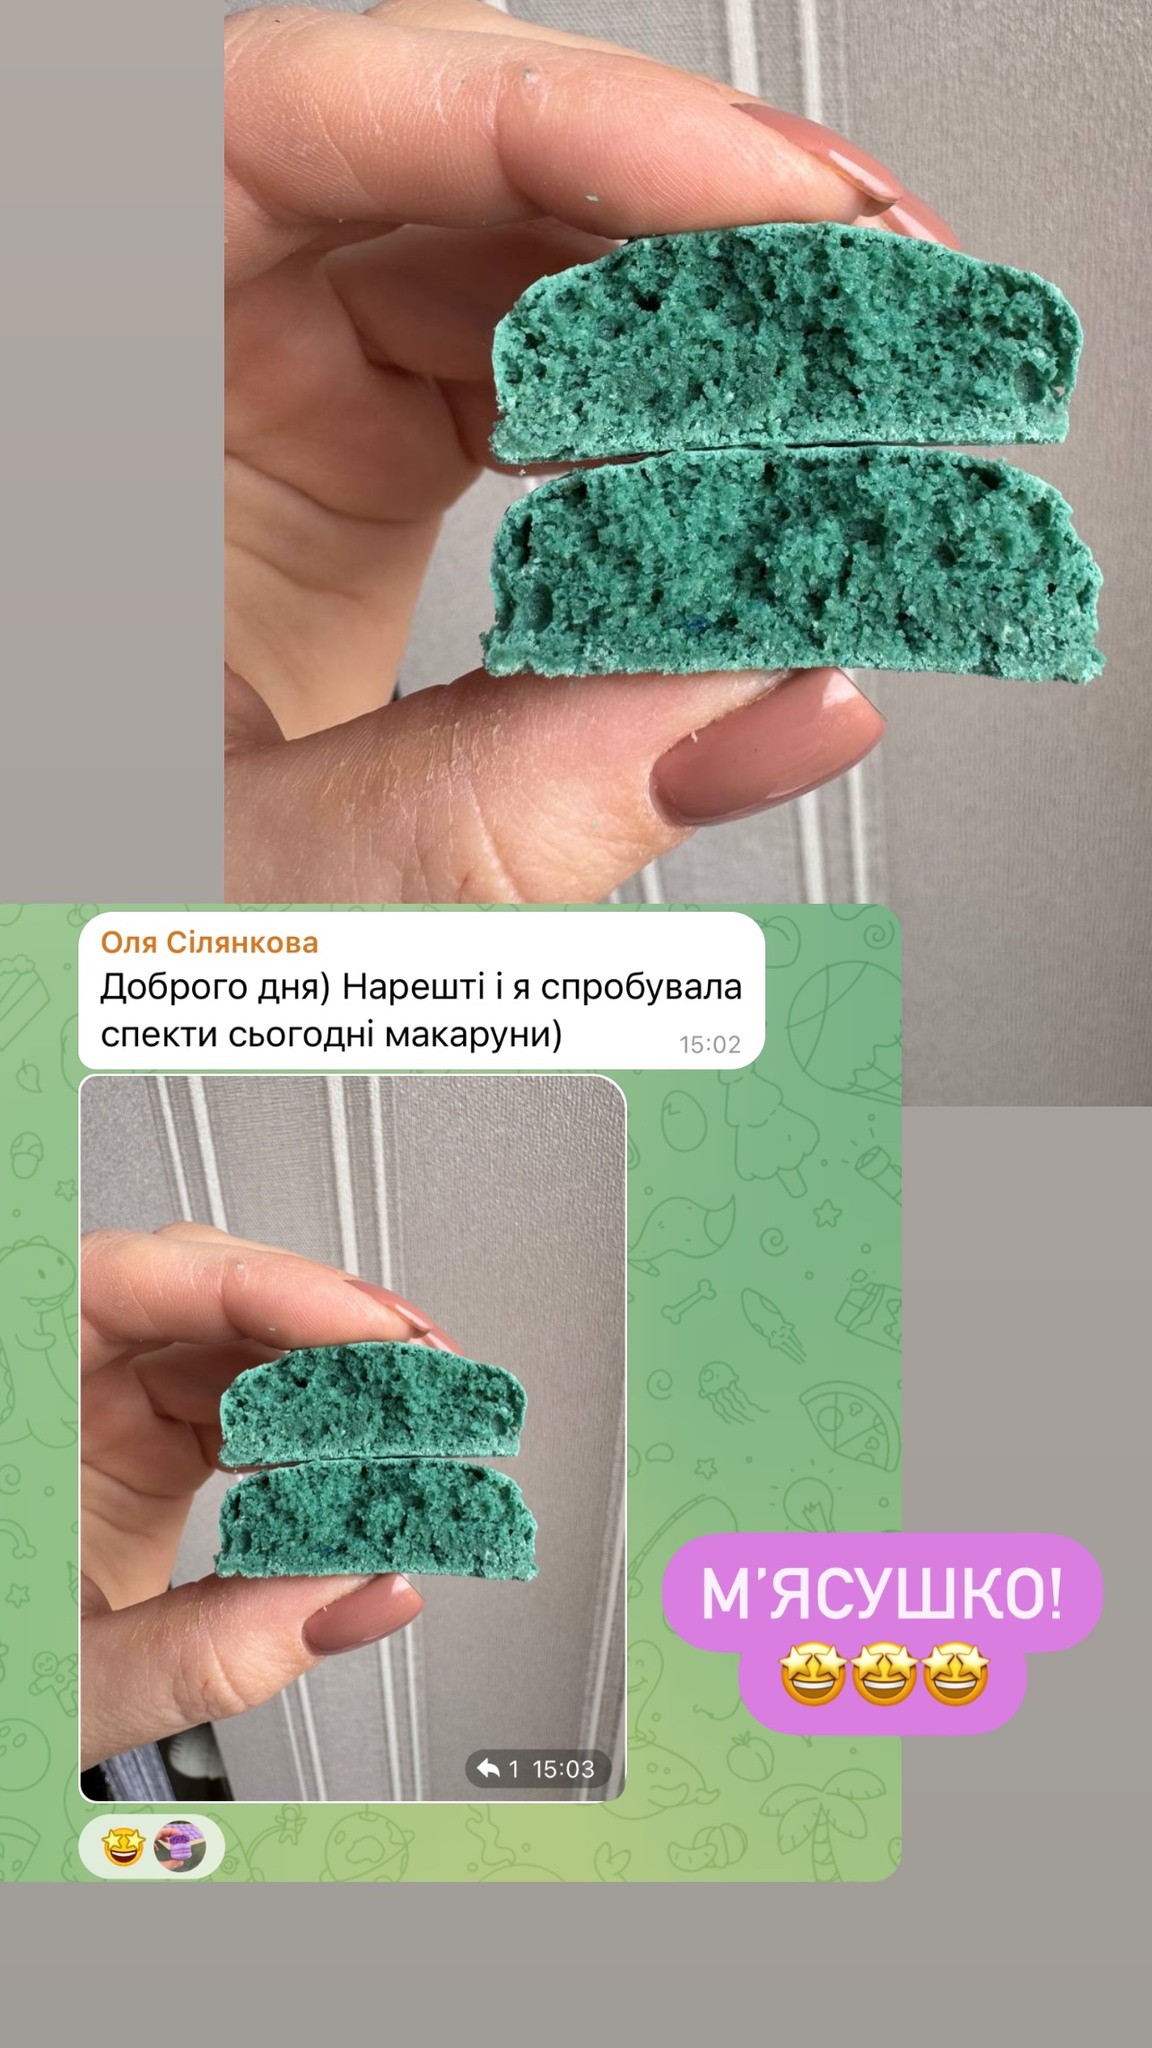 Оля Сілянкова
Доброго дня) Нарешті і я спробувала
спекти сьогодні макаруни)
15:02
1 15:03
М’ЯСУШКО!
🤩🤩🤩
🤩